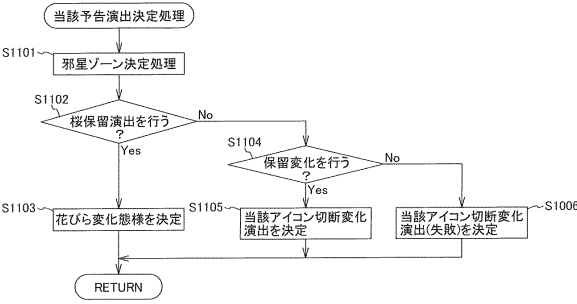 当該予告演出決定処理
S1101
邪星ゾーン決定処理
S1102
桜保留演出を行う
?
No
Yes
S1104
保留変化を行う
?
No
Yes
S1103
花びら変化態様を決定
S1105
当該アイコン切断変化
演出を決定
S1006
当該アイコン切断変化
演出(失敗)を決定
RETURN